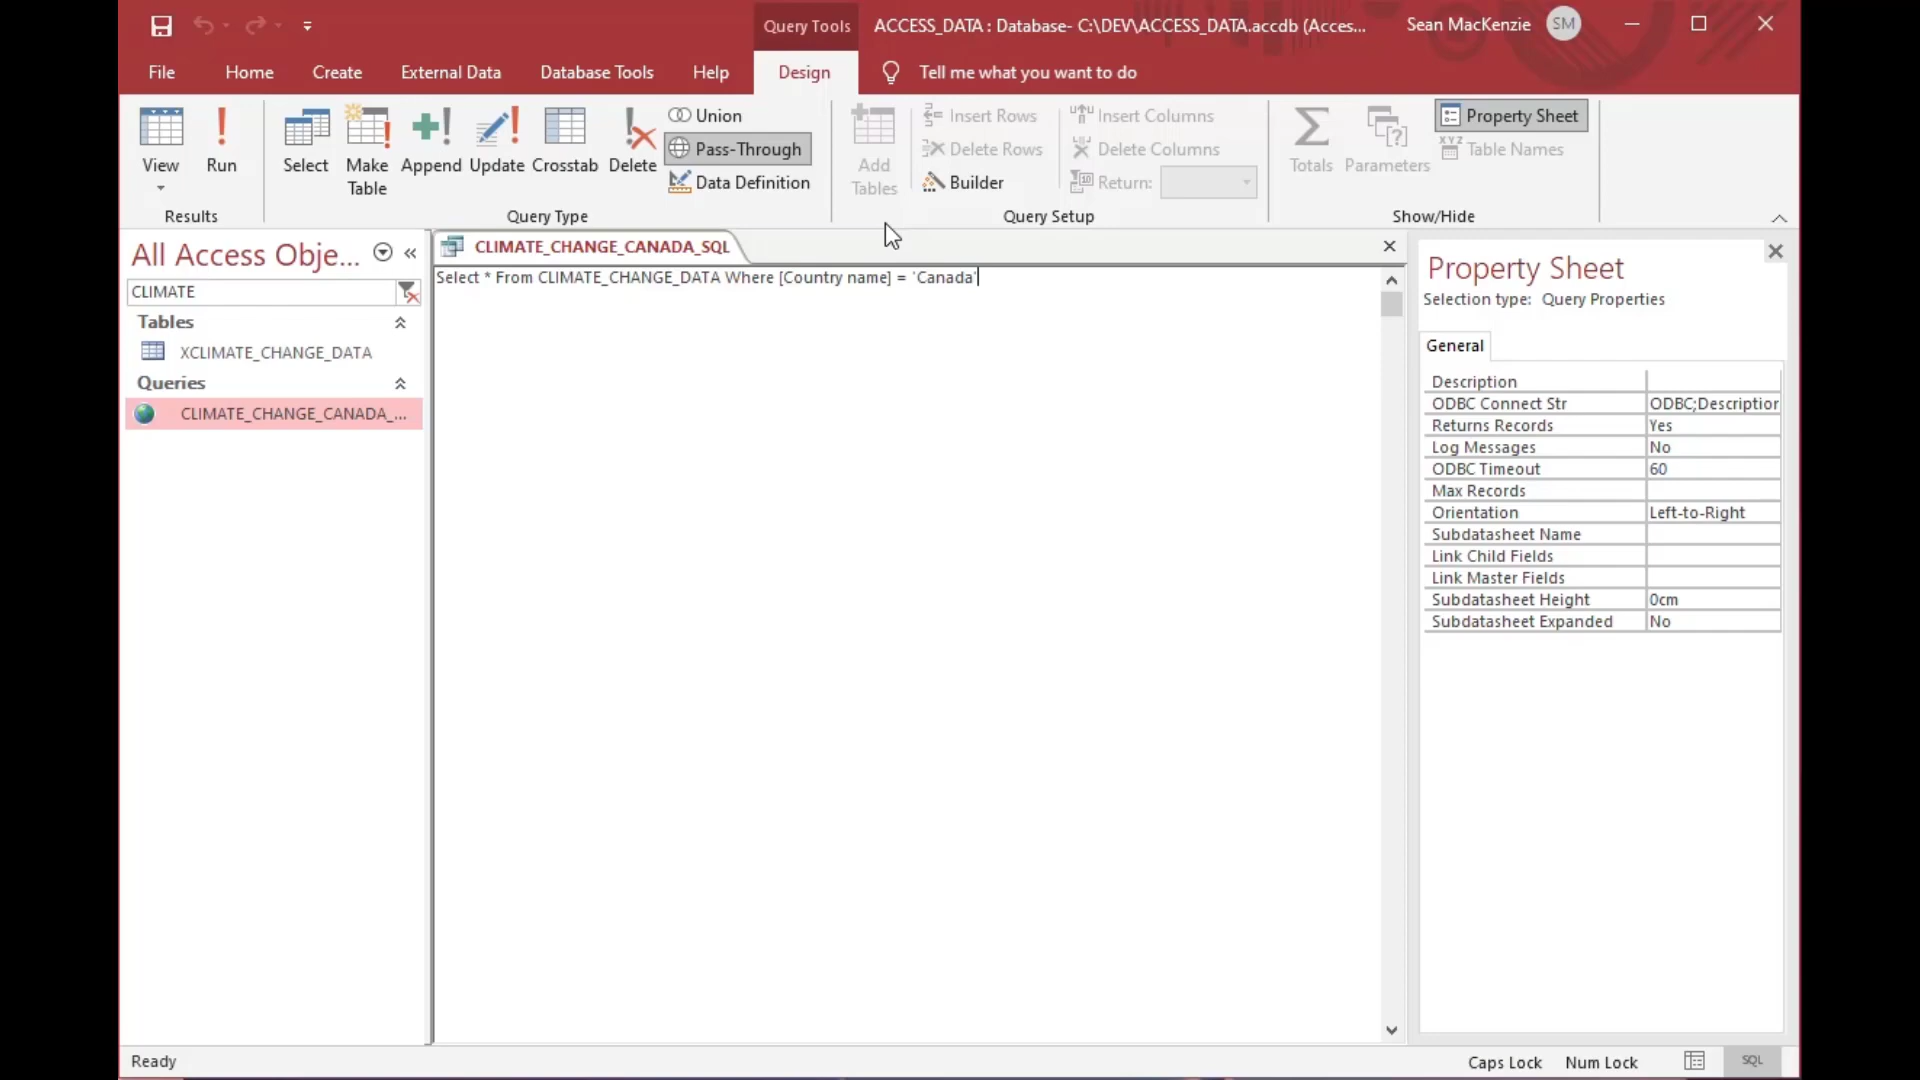 Query Tools
ACCESS_DATA : Database- C:\DEV\ACCESS_DATA.accdb (Acces...
Sean MacKenzie
SM
File
Home
Create
External Data
Database Tools
Help
Design
Tell me what you want to do
View
Run
Select
Make
Table
Append
Update
Crosstab
Delete
Union
Pass-Through
Data Definition
Add
Tables
Insert Rows
Delete Rows
Builder
Insert Columns
Delete Columns
Return:
Totals
Parameters
Property Sheet
Table Names
Results
Query Type
Query Setup
Show/Hide
All Access Obje...
CLIMATE
Tables
XCLIMATE_CHANGE_DATA
Queries
CLIMATE_CHANGE_CANADA_...
CLIMATE_CHANGE_CANADA_SQL
Select * From CLIMATE_CHANGE_DATA Where [Country name] = 'Canada'
Property Sheet
Selection type: Query Properties
General
Description
ODBC Connect Str ODBC;Description
Returns Records Yes
Log Messages No
ODBC Timeout 60
Max Records
Orientation Left-to-Right
Subdatasheet Name
Link Child Fields
Link Master Fields
Subdatasheet Height 0cm
Subdatasheet Expanded No
Ready
Caps Lock
Num Lock
SQL